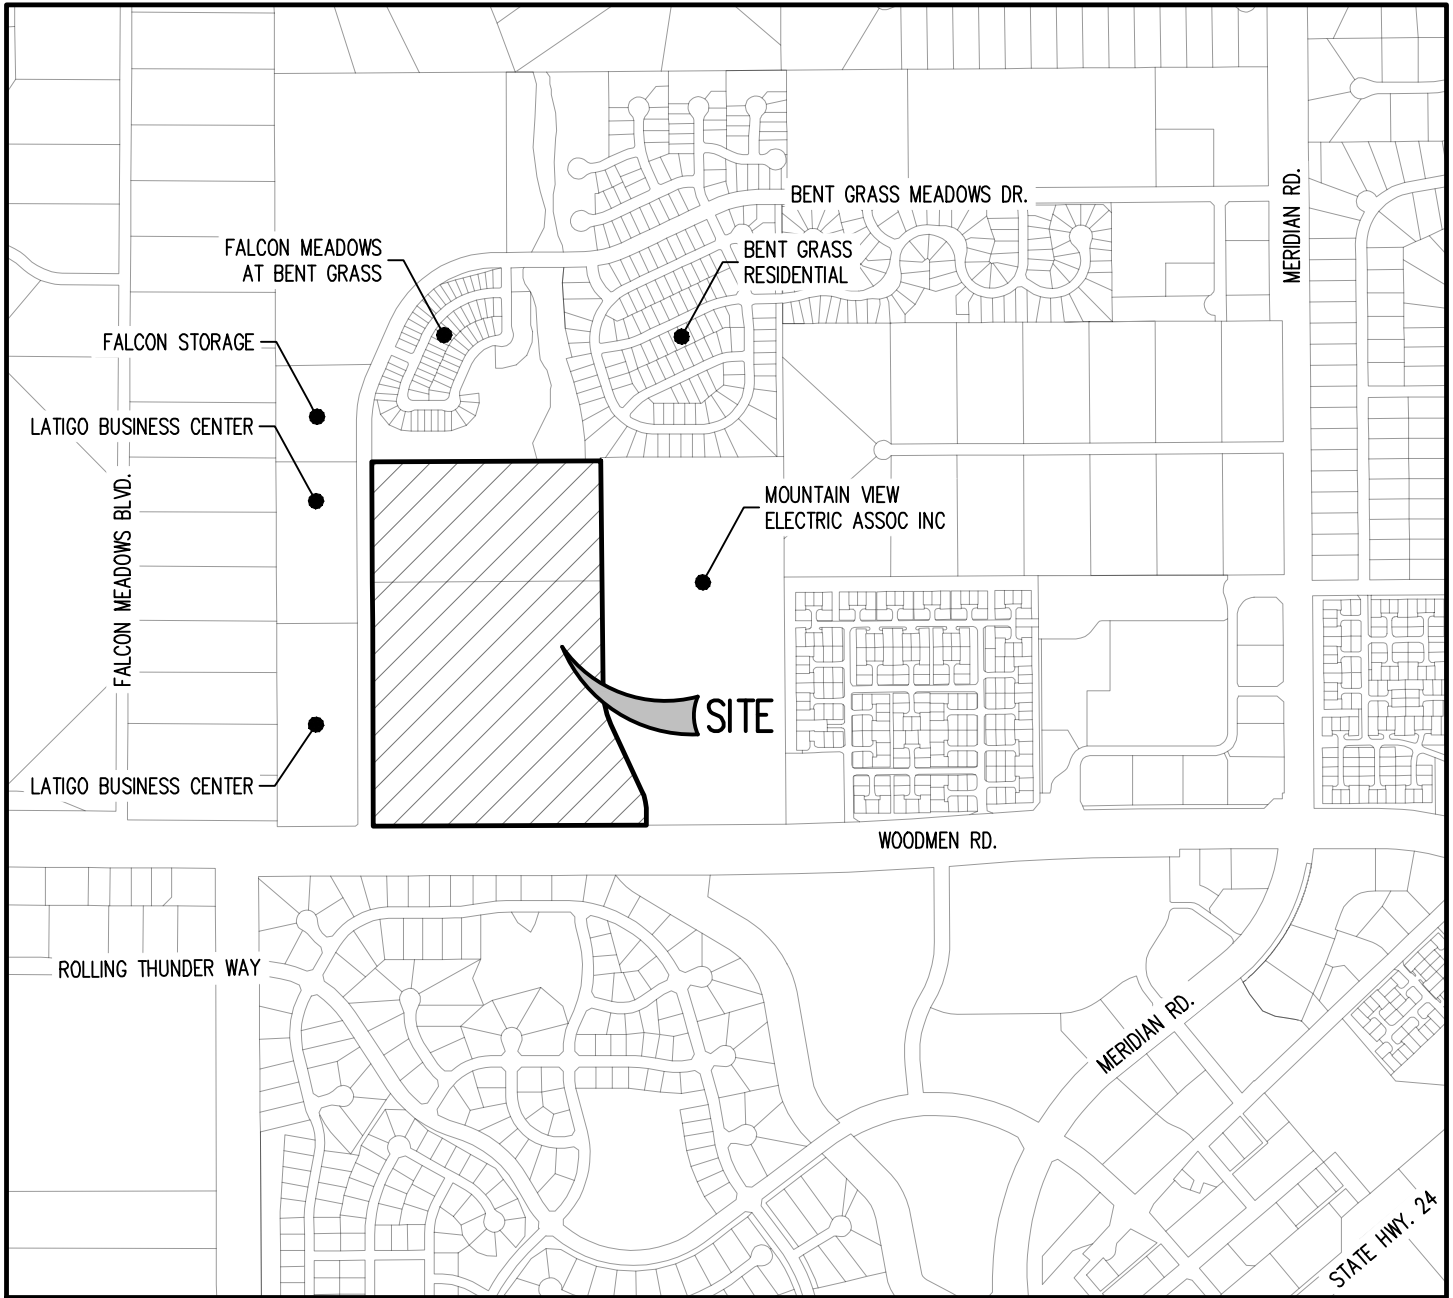 BENT GRASS MEADOWS DR.
MERIDIAN RD.
FALCON MEADOWS
AT BENT GRASS
BENT GRASS
RESIDENTIAL
FALCON STORAGE
LATIGO BUSINESS CENTER
FALCON MEADOWS BLVD.
MOUNTAIN VIEW
ELECTRIC ASSOC INC
SITE
LATIGO BUSINESS CENTER
WOODMEN RD.
ROLLING THUNDER WAY
MERIDIAN RD.
STATE HWY. 24